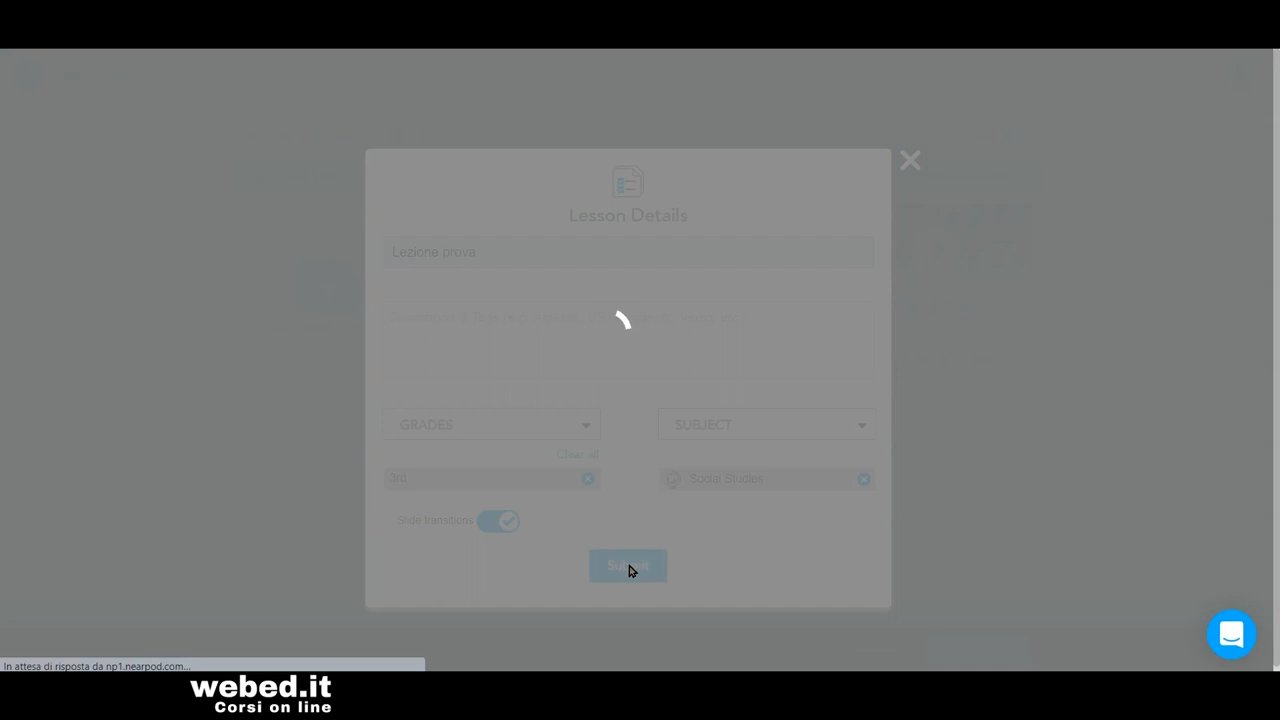 Lesson Details
Lezione prova
GRADES
SUBJECT
Clear all
3rd
Social Studies
Slide transitions
Submit
In attesa di risposta da np1.nearpod.com...
webed.it
Corsi on line